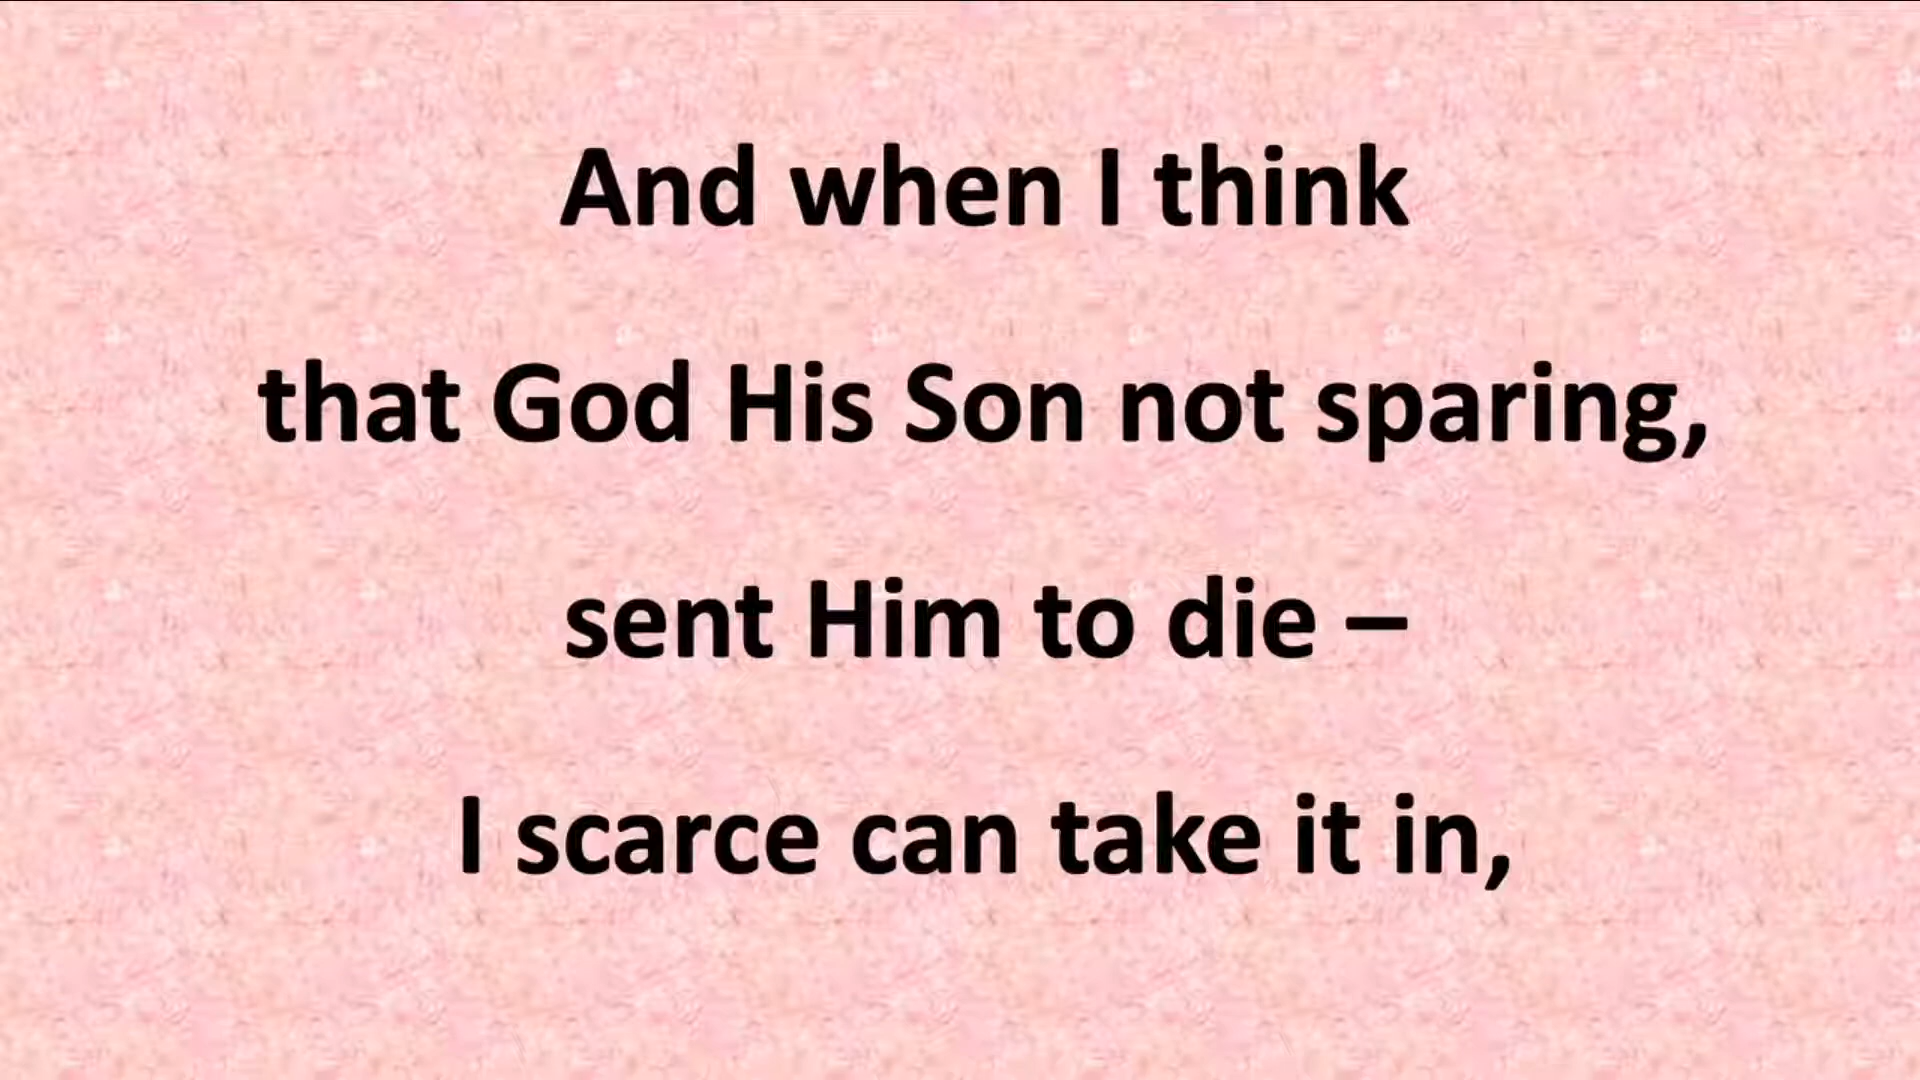 And when I think
that God His Son not sparing,
sent Him to die –
I scarce can take it in,